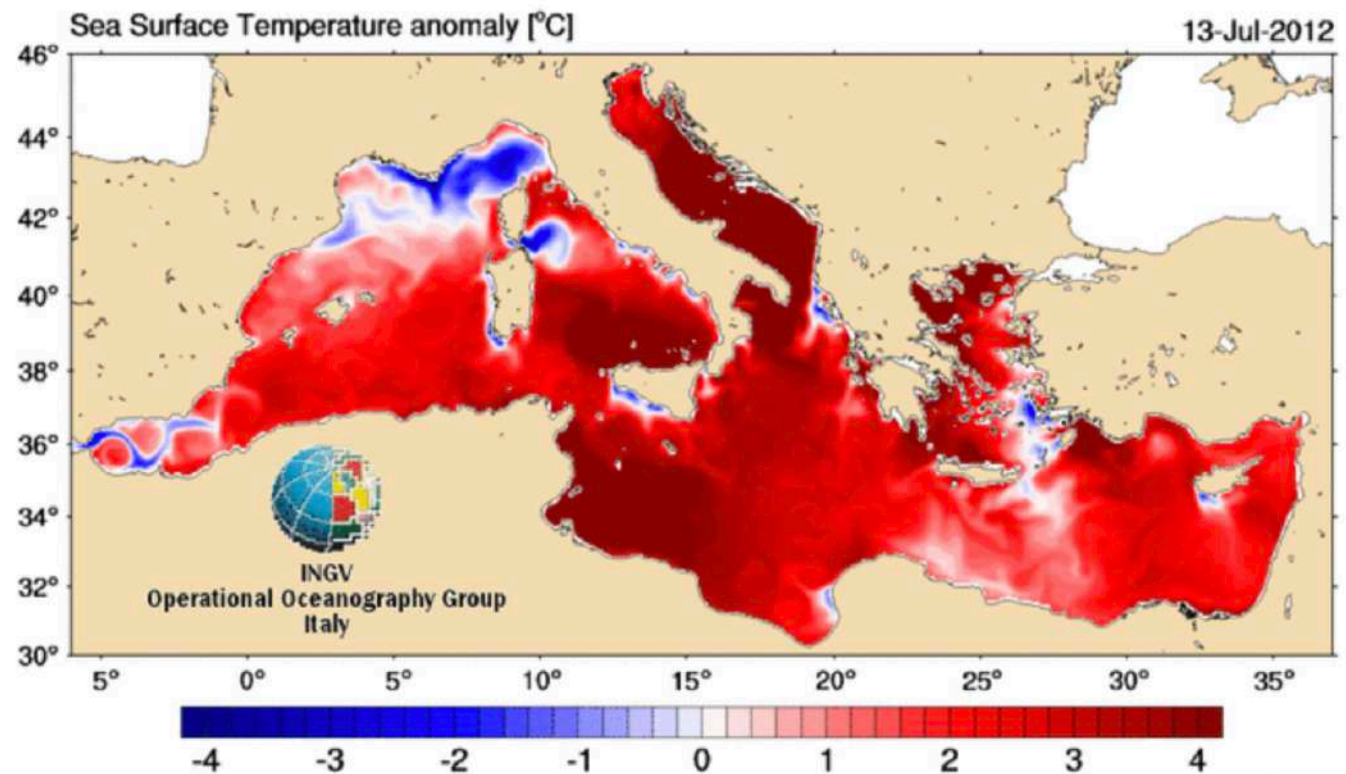 Sea Surface Temperature anomaly [°C]
13-Jul-2012
46°
44°
42°
40°
38°
36°
34°
32°
30°
INGV
Operational Oceanography Group
Italy
5° 0° 5° 10° 15° 20° 25° 30° 35°
-4 -3 -2 -1 0 1 2 3 4